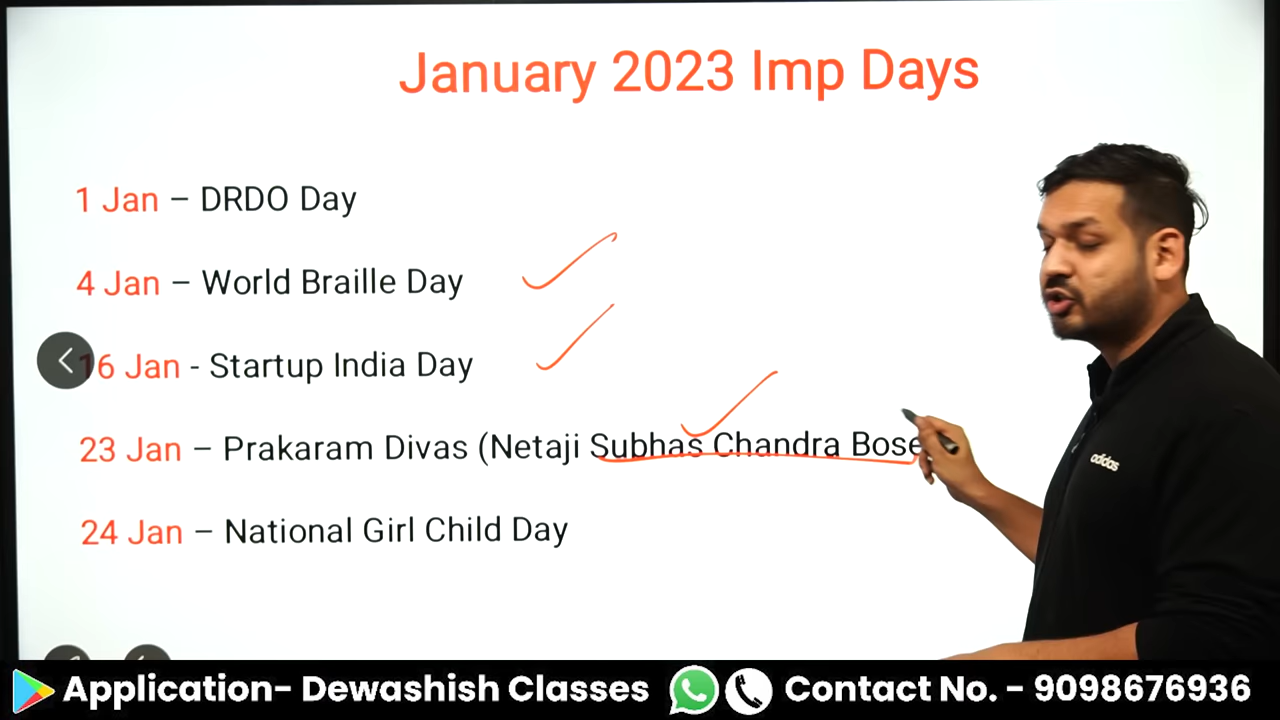 January 2023 Imp Days
1 Jan – DRDO Day
4 Jan – World Braille Day
16 Jan - Startup India Day
23 Jan – Prakaram Divas (Netaji Subhas Chandra Bose
24 Jan – National Girl Child Day
adidas
Application- Dewashish Classes Contact No. - 9098676936